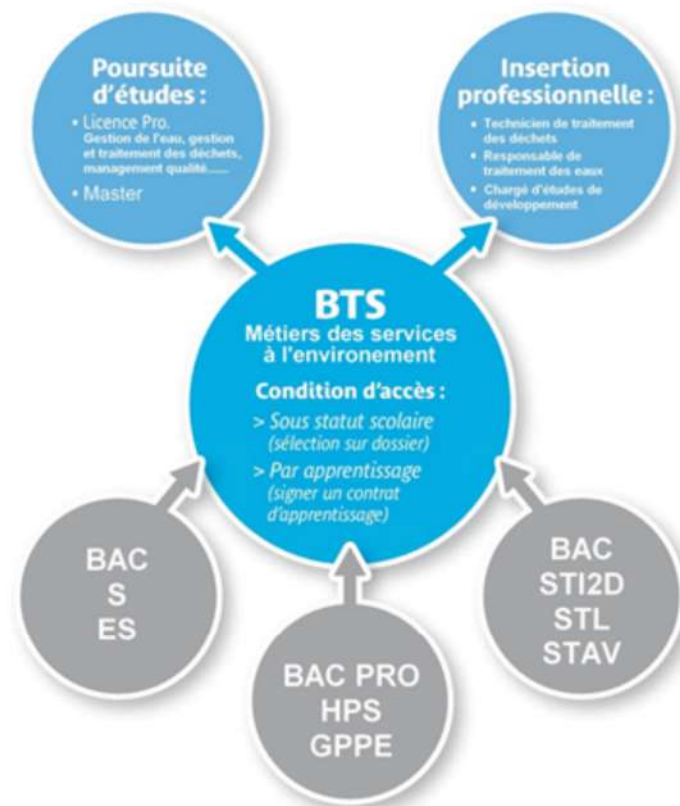 Poursuite
d'études :
• Licence Pro.
Gestion de l'eau, gestion
et traitement des déchets,
management qualité......
• Master
Insertion
professionnelle :
• Technicien de traitement
des déchets
• Responsable de
traitement des eaux
• Chargé d'études de
développement
BTS
Métiers des services
à l'environement
Condition d'accès :
> Sous statut scolaire
(sélection sur dossier)
> Par apprentissage
(signer un contrat
d'apprentissage)
BAC
S
ES
BAC PRO
HPS
GPPE
BAC
STI2D
STL
STAV